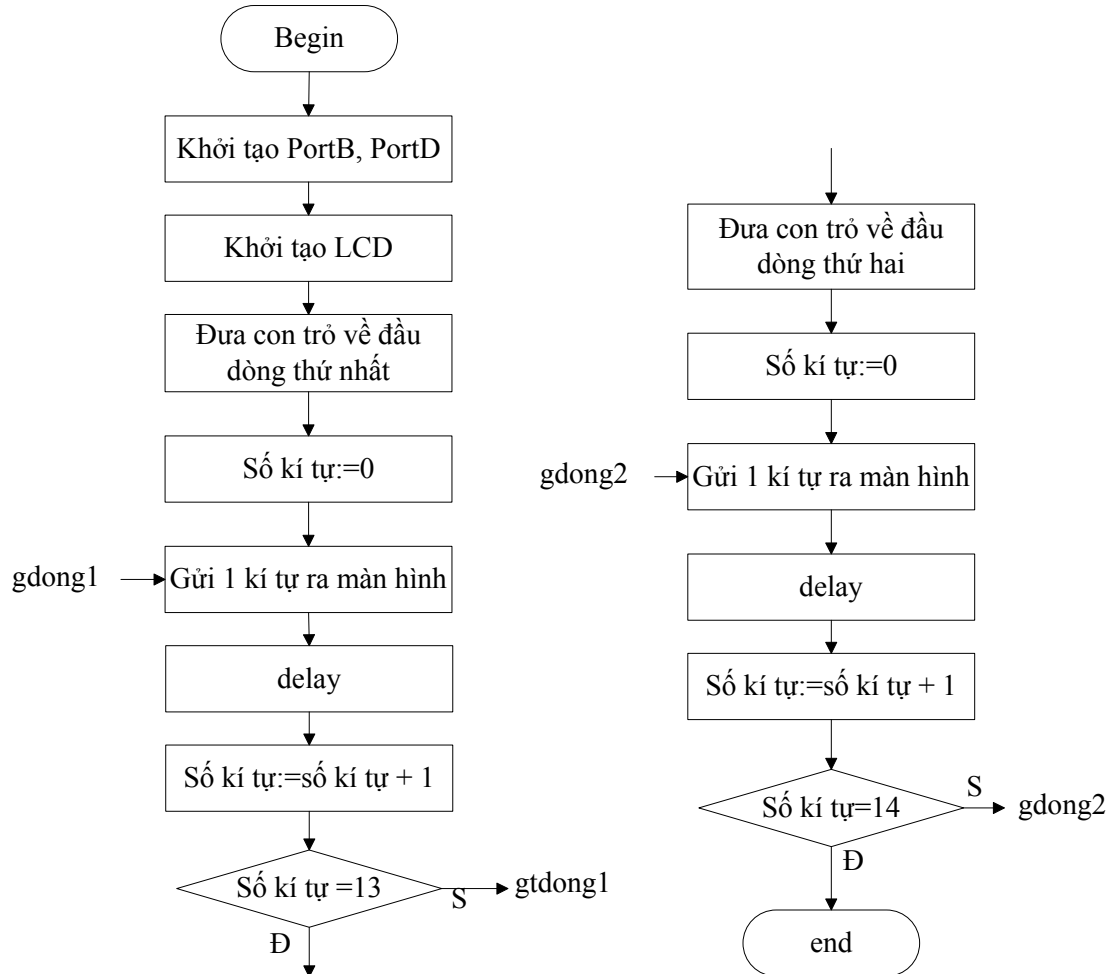 Begin
Khởi tạo PortB, PortD
Khởi tạo LCD
Đưa con trỏ về đầu
dòng thứ nhất
Số kí tự:=0
gdong1
Gửi 1 kí tự ra màn hình
delay
Số kí tự:=số kí tự + 1
Số kí tự =13
S
gtdong1
Đ
Đưa con trỏ về đầu
dòng thứ hai
Số kí tự:=0
gdong2
Gửi 1 kí tự ra màn hình
delay
Số kí tự:=số kí tự + 1
Số kí tự=14
S
gdong2
Đ
end